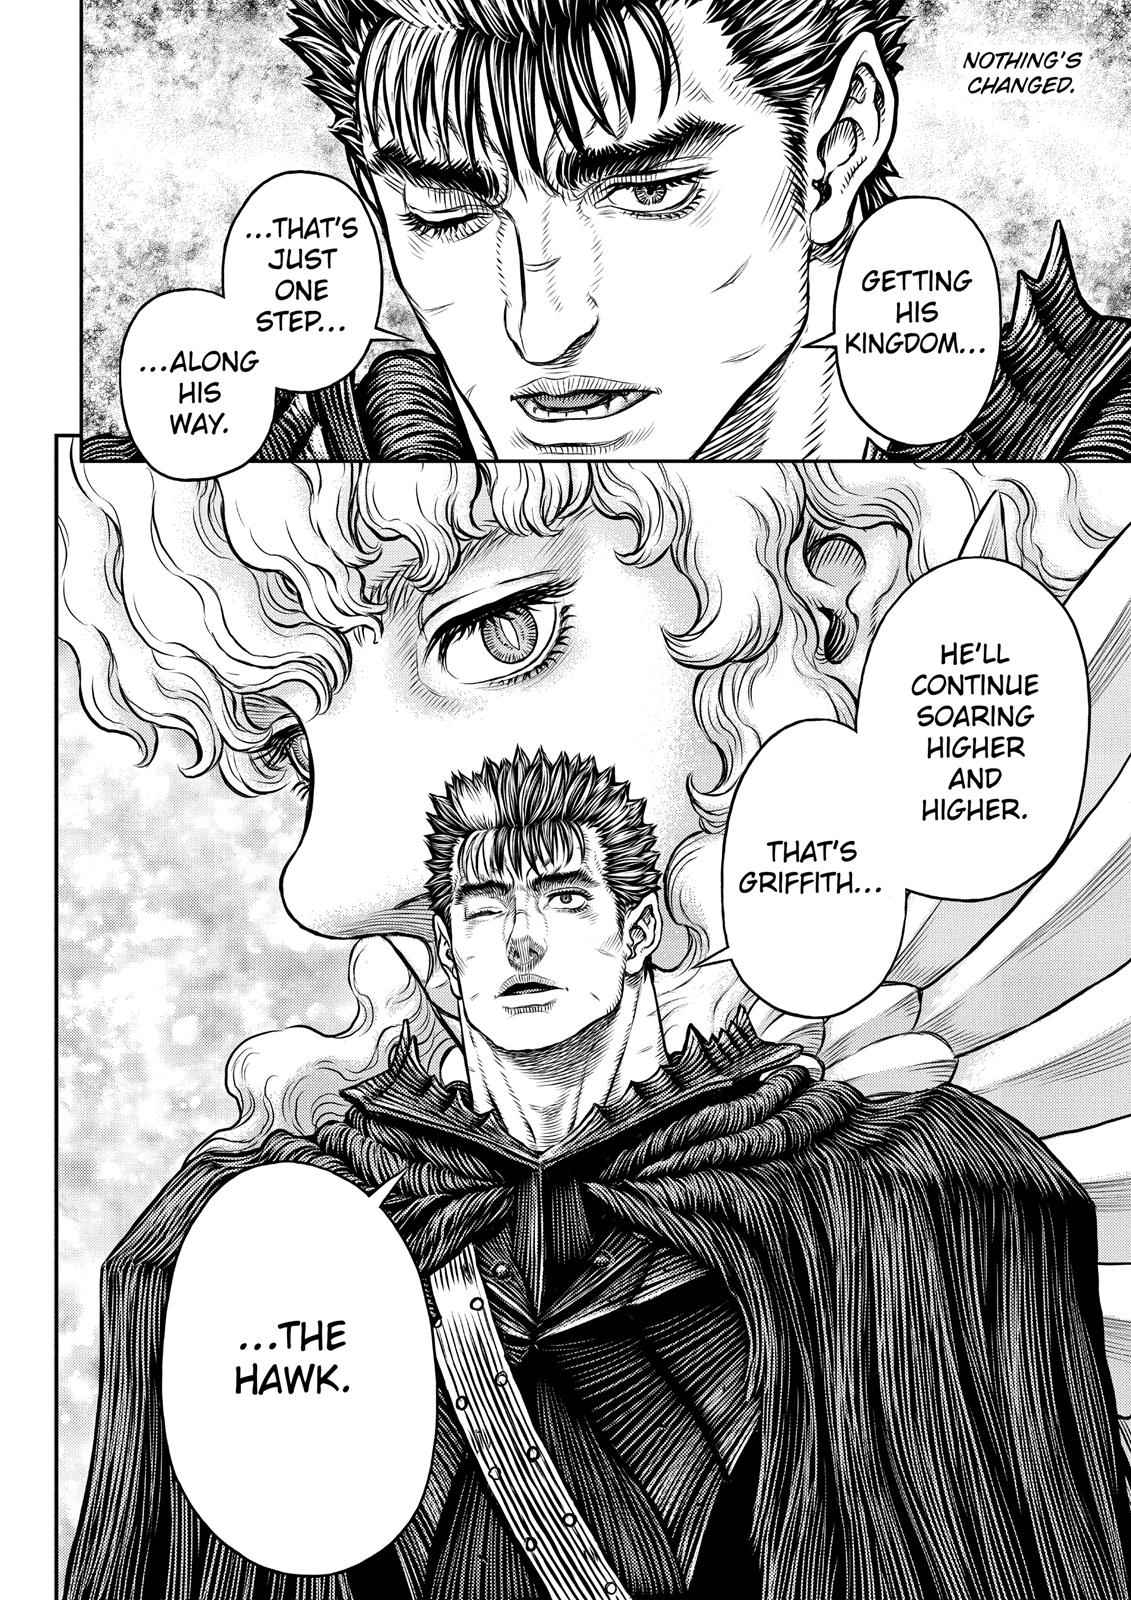 NOTHING'S
CHANGED.
GETTING
HIS
KINGDOM...
...THAT'S
JUST
ONE
STEP...
...ALONG
HIS
WAY.
HE'LL
CONTINUE
SOARING
HIGHER
AND
HIGHER.
THAT'S
GRIFFITH...
...THE
HAWK.